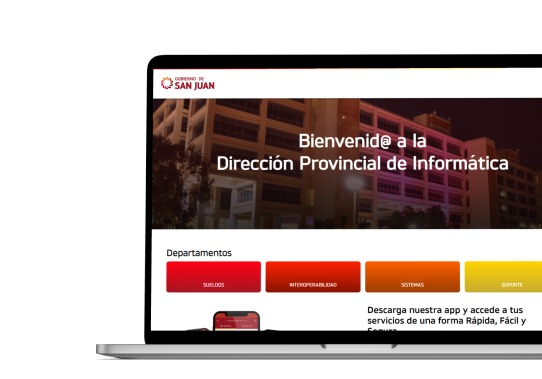 GOBIERNO DE
SAN JUAN
Bienvenid@ a la
Dirección Provincial de Informática
Departamentos
SUELDOS
INTEROPERABILIDAD
SISTEMAS
SOPORTE
Descarga nuestra app y accede a tus
servicios de una forma Rápida, Fácil y
Segura